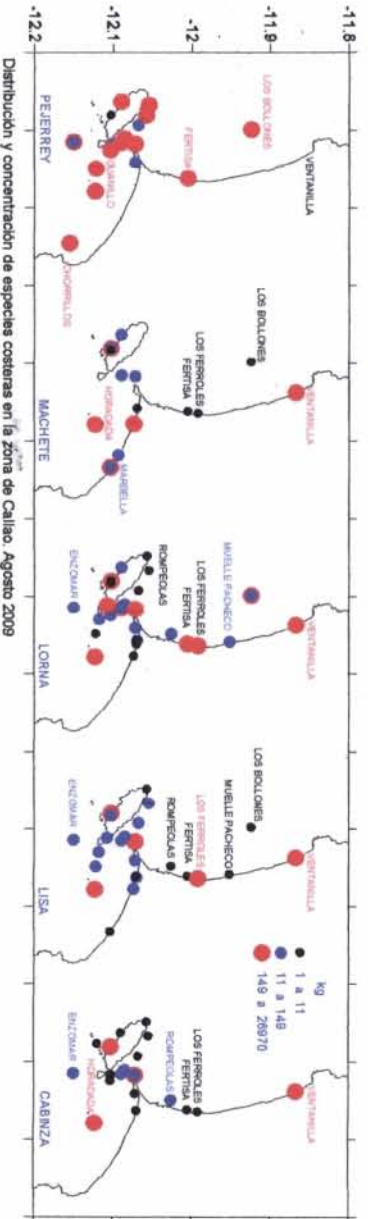 -11.8
-11.9
-12
-12.1
-12.2
LOS BOLLONES
VENTANILLA
FERTISA
CHORRILLOS
PEJERREY
VENTANILLA
LOS BOLLONES
LOS FERROLES
FERTISA
HORADADA
MARBELLA
MACHETE
VENTANILLA
MUELLE PACHECO
LOS FERROLES
FERTISA
ROMPEOLAS
ENZOMAR
LORNA
VENTANILLA
LOS BOLLONES
MUELLE PACHECO
LOS FERROLES
FERTISA
ROMPEOLAS
ENZOMAR
LISA
kg
1 a 11
11 a 149
149 a 26970
VENTANILLA
LOS FERROLES
FERTISA
ROMPEOLAS
HORADADA
ENZOMAR
CABINZA
Distribución y concentración de especies costeras en la zona de Callao. Agosto 2009